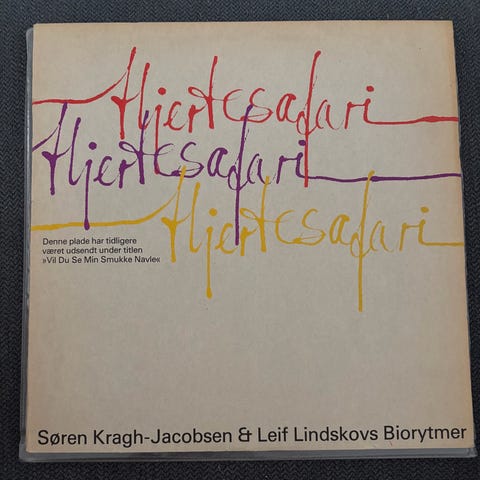 Hjertesafari
Hjertesafari
Hjertesafari
Denne plade har tidligere
været udsendt under titlen
»Vil Du Se Min Smukke Navle«
Søren Kragh-Jacobsen & Leif Lindskovs Biorytmer